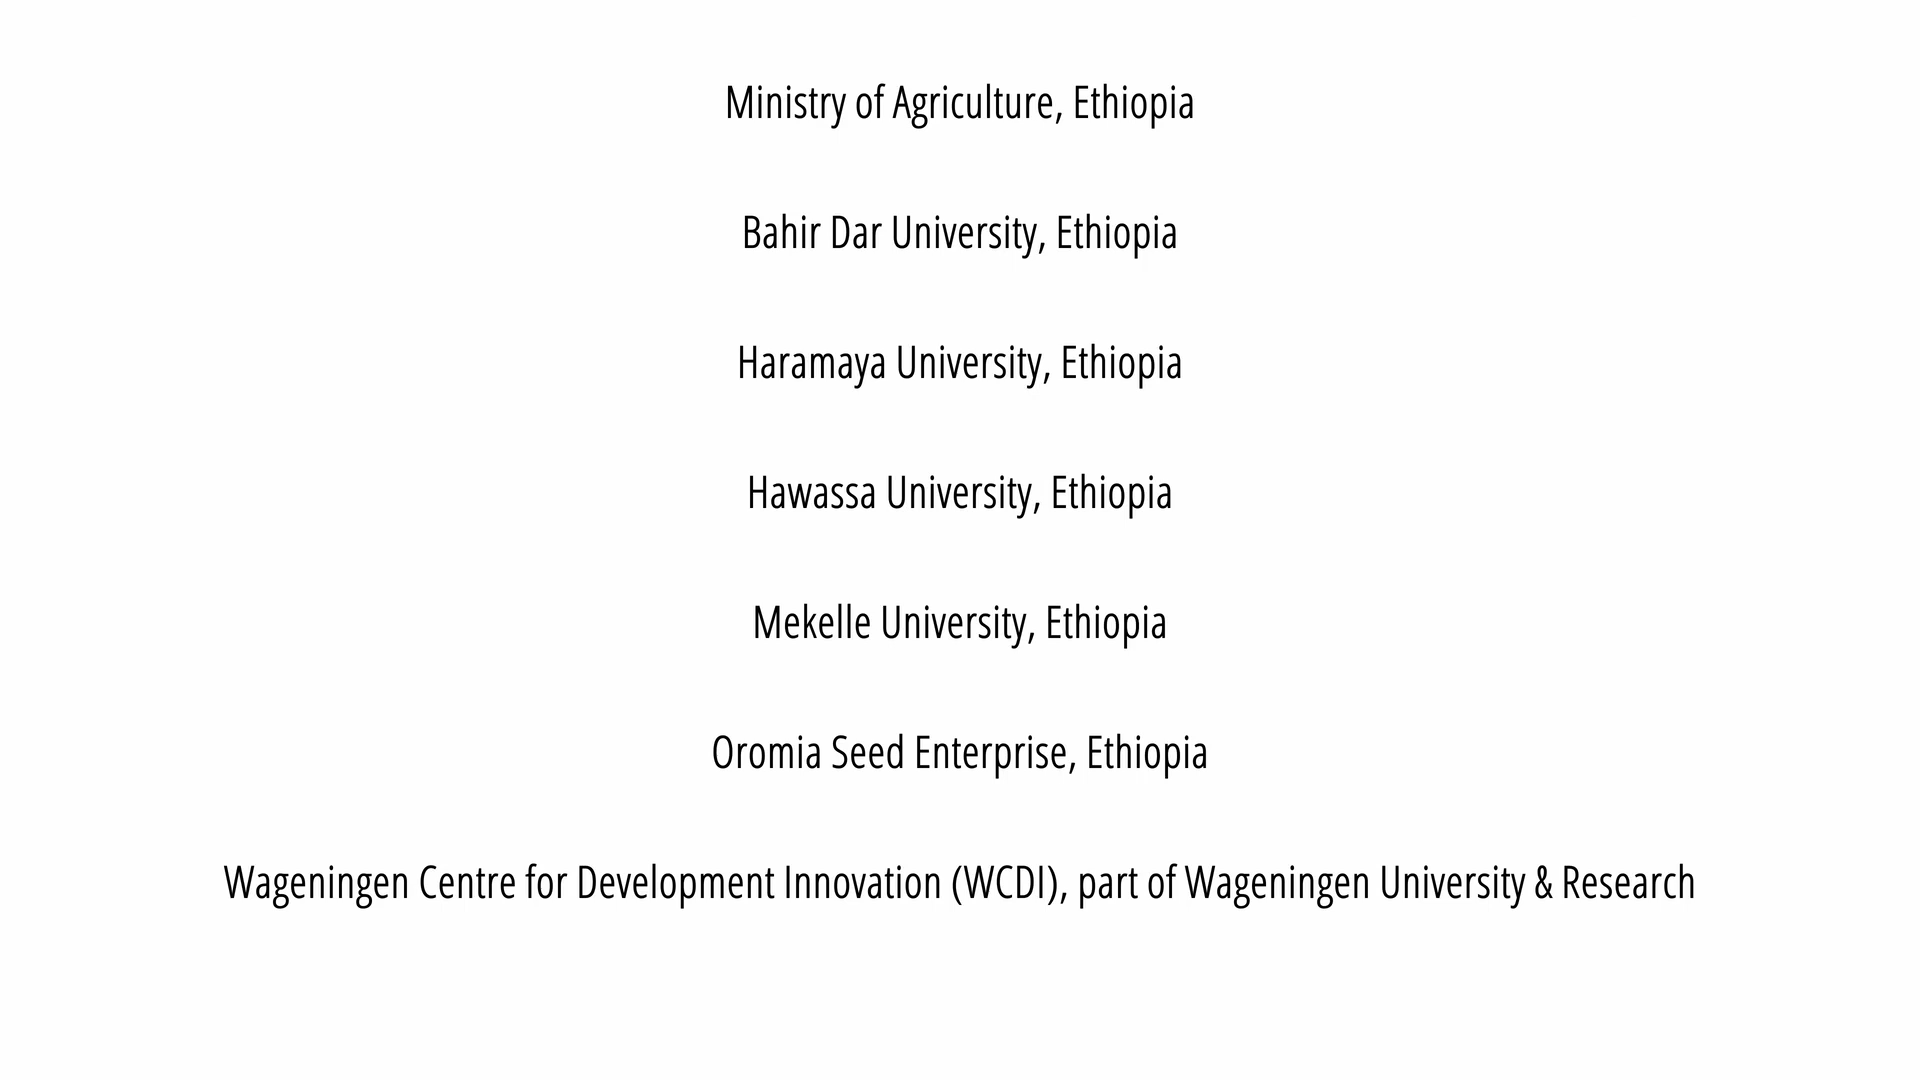 Ministry of Agriculture, Ethiopia
Bahir Dar University, Ethiopia
Haramaya University, Ethiopia
Hawassa University, Ethiopia
Mekelle University, Ethiopia
Oromia Seed Enterprise, Ethiopia
Wageningen Centre for Development Innovation (WCDI), part of Wageningen University & Research